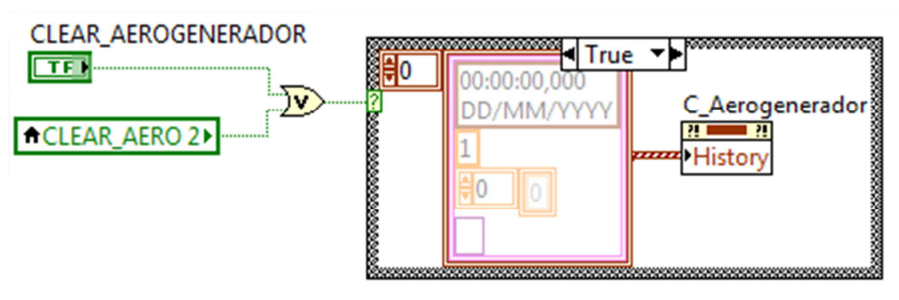 CLEAR_AEROGENERADOR
TF
CLEAR_AERO 2
V
?
True
0
00:00:00,000
DD/MM/YYYY
1
0
0
C_Aerogenerador
?! ?!
History